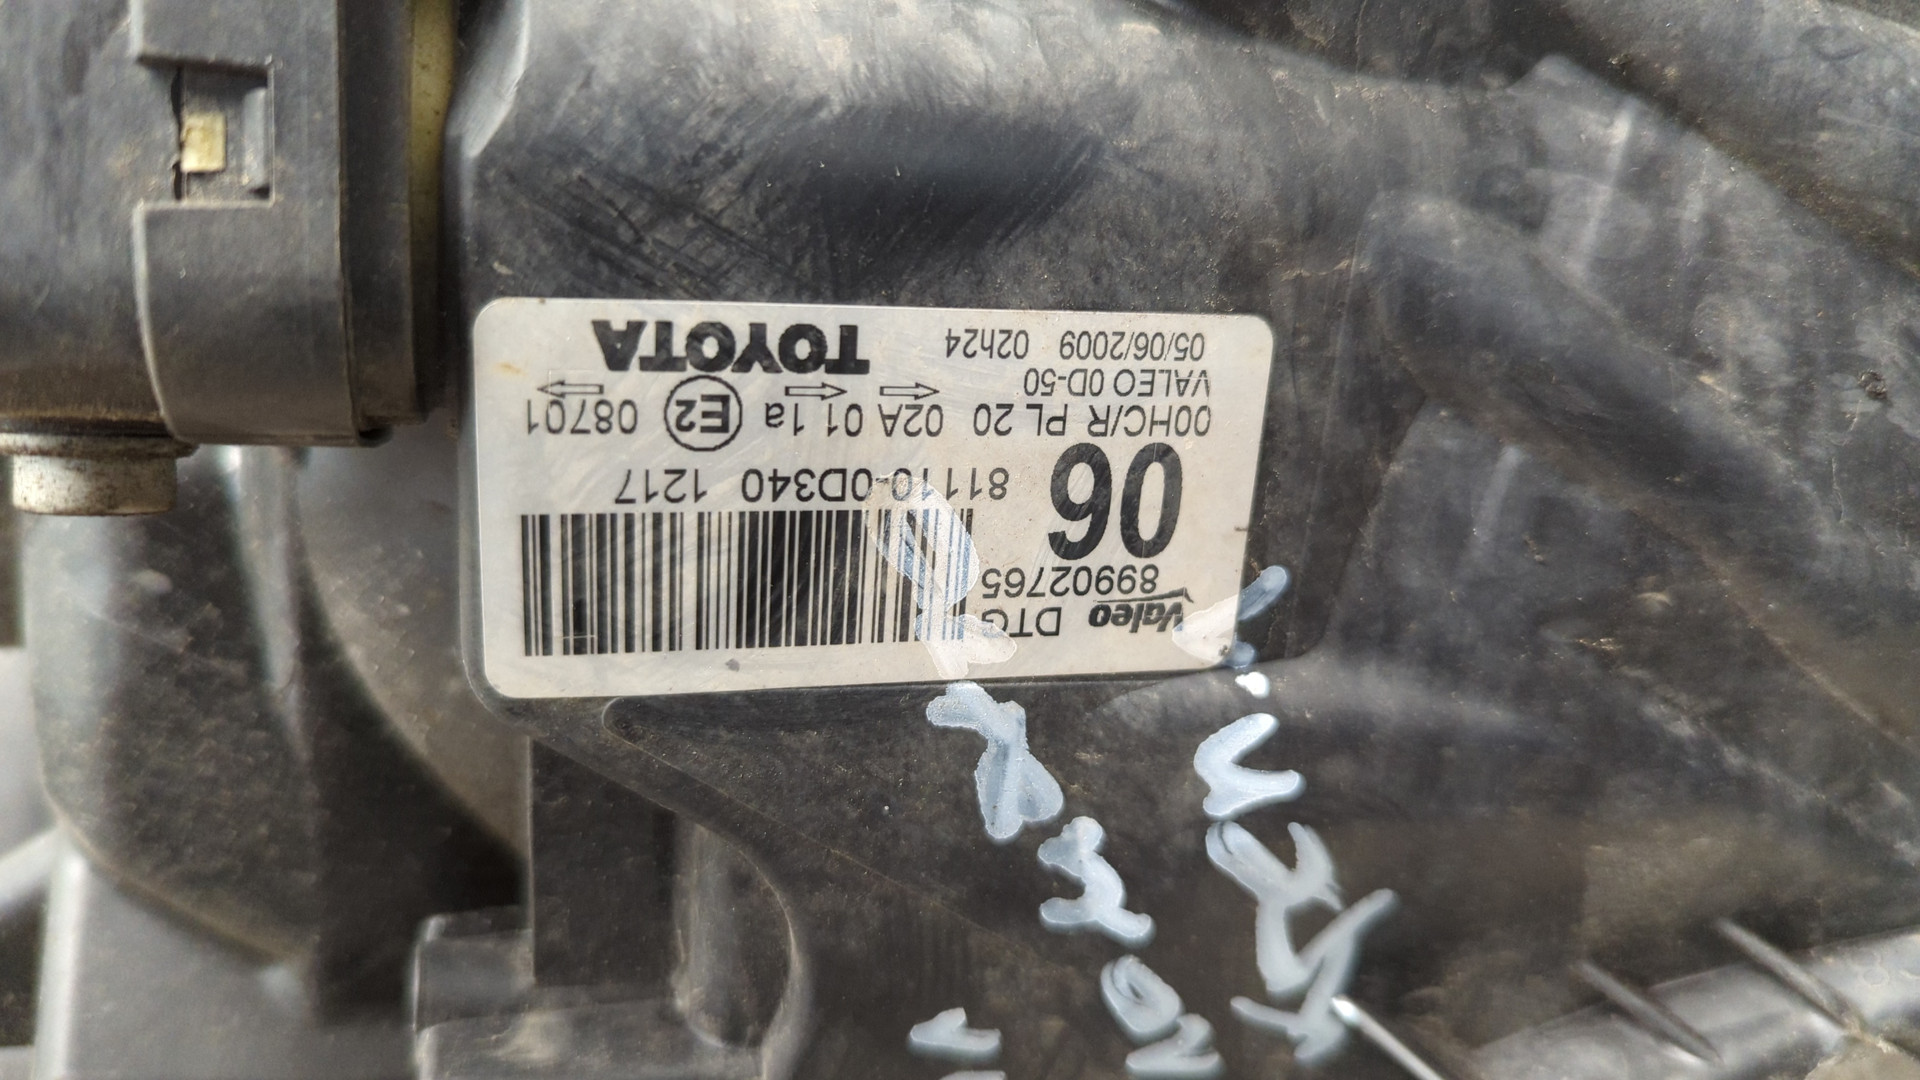 Valeo DTG
89902765
06 81110-0D340 1217
00HC/R PL 20 02A 01 1a E2 08701
VALEO 0D-50
05/06/2009 02h24 TOYOTA